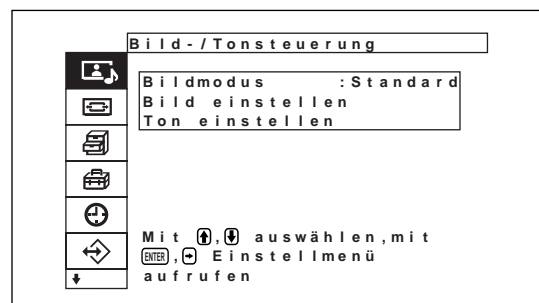 Bild-/Tonsteuerung
Bildmodus :Standard
Bild einstellen
Ton einstellen
Mit ↑,↓ auswählen,mit
ENTER,→ Einstellmenü
aufrufen